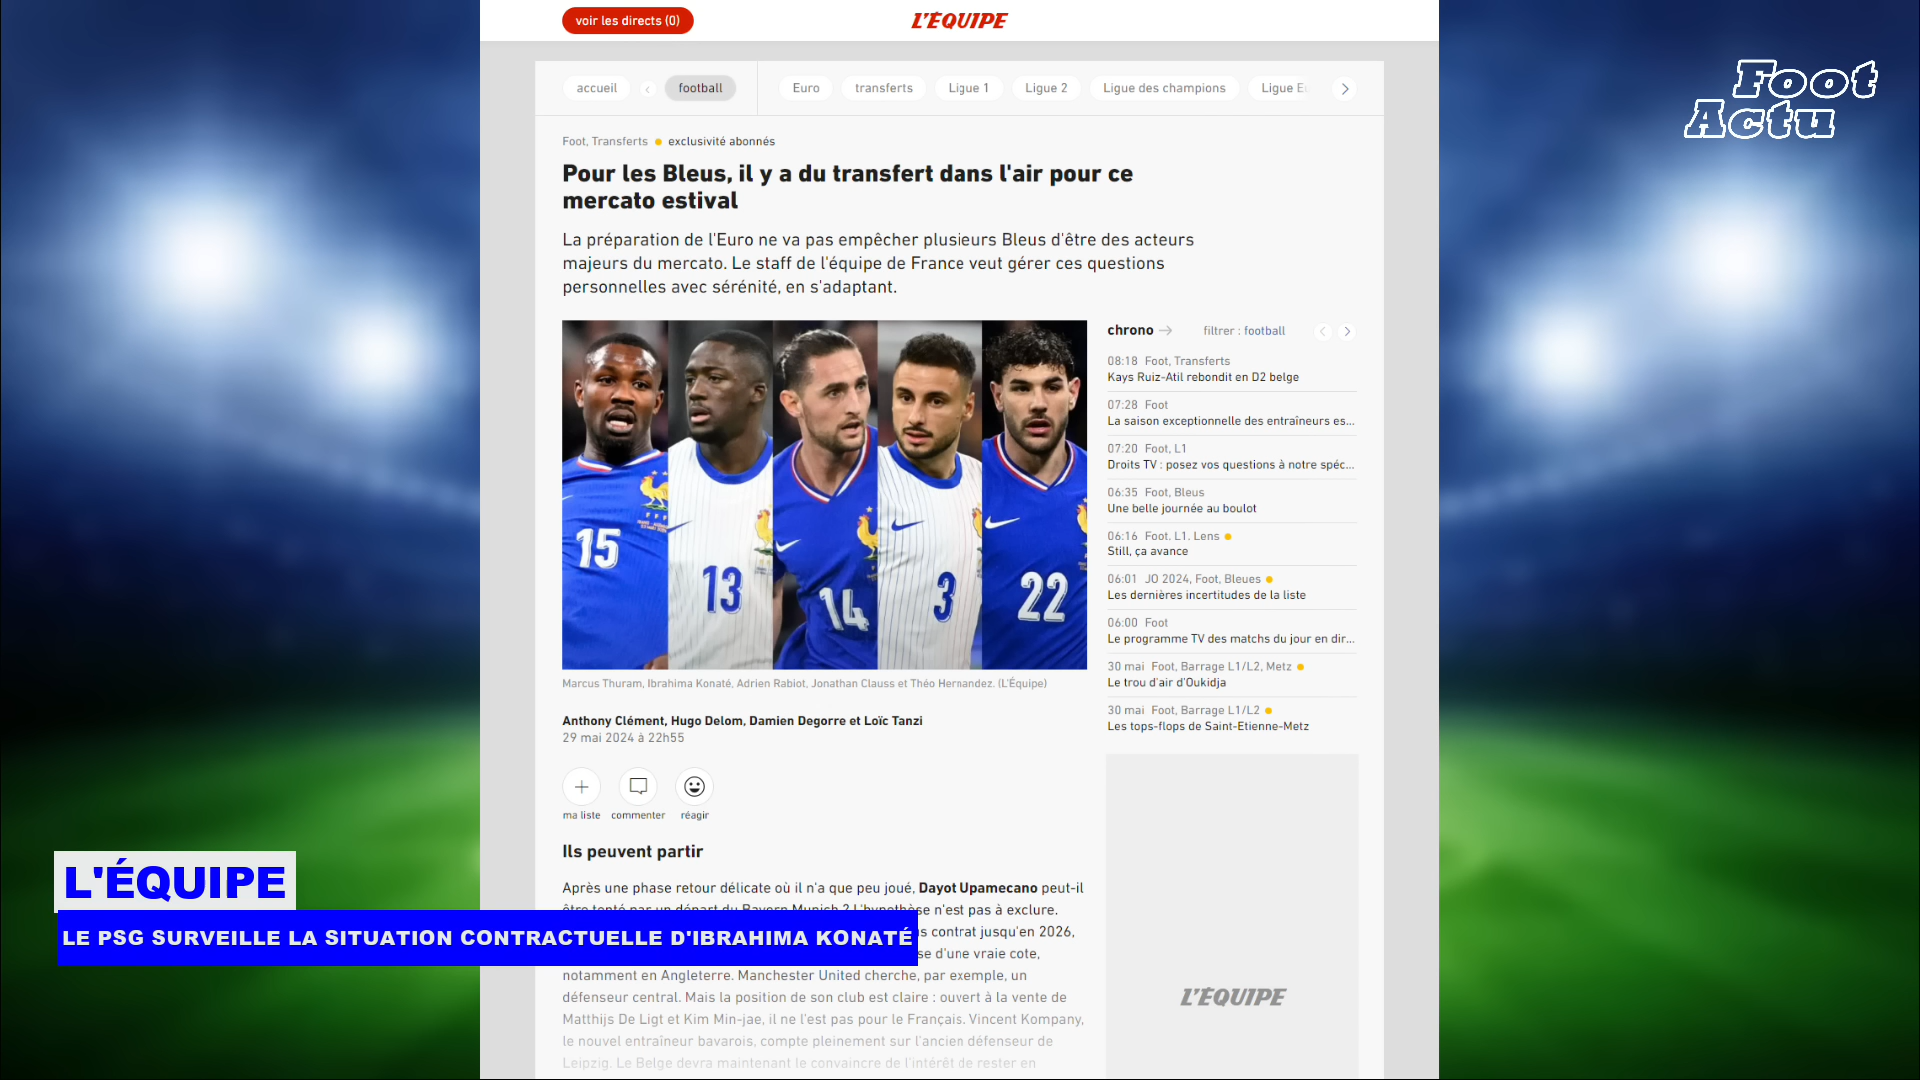 voir les directs (0)
L'ÉQUIPE
Foot
Actu
accueil
football
Euro
transferts
Ligue 1
Ligue 2
Ligue des champions
Ligue
Foot, Transferts
exclusivité abonnés
Pour les Bleus, il y a du transfert dans l'air pour ce
mercato estival
La préparation de l'Euro ne va pas empêcher plusieurs Bleus d'être des acteurs
majeurs du mercato. Le staff de l'équipe de France veut gérer ces questions
personnelles avec sérénité, en s'adaptant.
15
13
14
3
22
Marcus Thuram, Ibrahima Konaté, Adrien Rabiot, Jonathan Clauss et Théo Hernandez. (L'Équipe)
Anthony Clément, Hugo Delom, Damien Degorre et Loïc Tanzi
29 mai 2024 à 22h55
ma liste
commenter
réagir
Ils peuvent partir
Après une phase retour délicate où il n'a que peu joué, Dayot Upamecano peut-il
être tenté par un départ du Bayern Munich ? L'hypothèse n'est pas à exclure.
contrat jusqu'en 2026,
d'une vraie cote,
notamment en Angleterre. Manchester United cherche, par exemple, un
défenseur central. Mais la position de son club est claire : ouvert à la vente de
Matthijs De Ligt et Kim Min-jae, il ne l'est pas pour le Français. Vincent Kompany,
le nouvel entraîneur bavarois, compte pleinement sur l'ancien défenseur de
Leipzig. Le Belge devra maintenant le convaincre de l'intérêt de rester en
chrono
filtrer : football
08:18 Foot, Transferts
Kays Ruiz-Atil rebondit en D2 belge
07:28 Foot
La saison exceptionnelle des entraîneurs es...
07:20 Foot, L1
Droits TV : posez vos questions à notre spéc...
06:35 Foot, Bleus
Une belle journée au boulot
06:16 Foot, L1, Lens
Still, ça avance
06:01 JO 2024, Foot, Bleues
Les dernières incertitudes de la liste
06:00 Foot
Le programme TV des matchs du jour en dir...
30 mai Foot, Barrage L1/L2, Metz
Le trou d'air d'Oukidja
30 mai Foot, Barrage L1/L2
Les tops-flops de Saint-Etienne-Metz
L'ÉQUIPE
L'ÉQUIPE
LE PSG SURVEILLE LA SITUATION CONTRACTUELLE D'IBRAHIMA KONATÉ